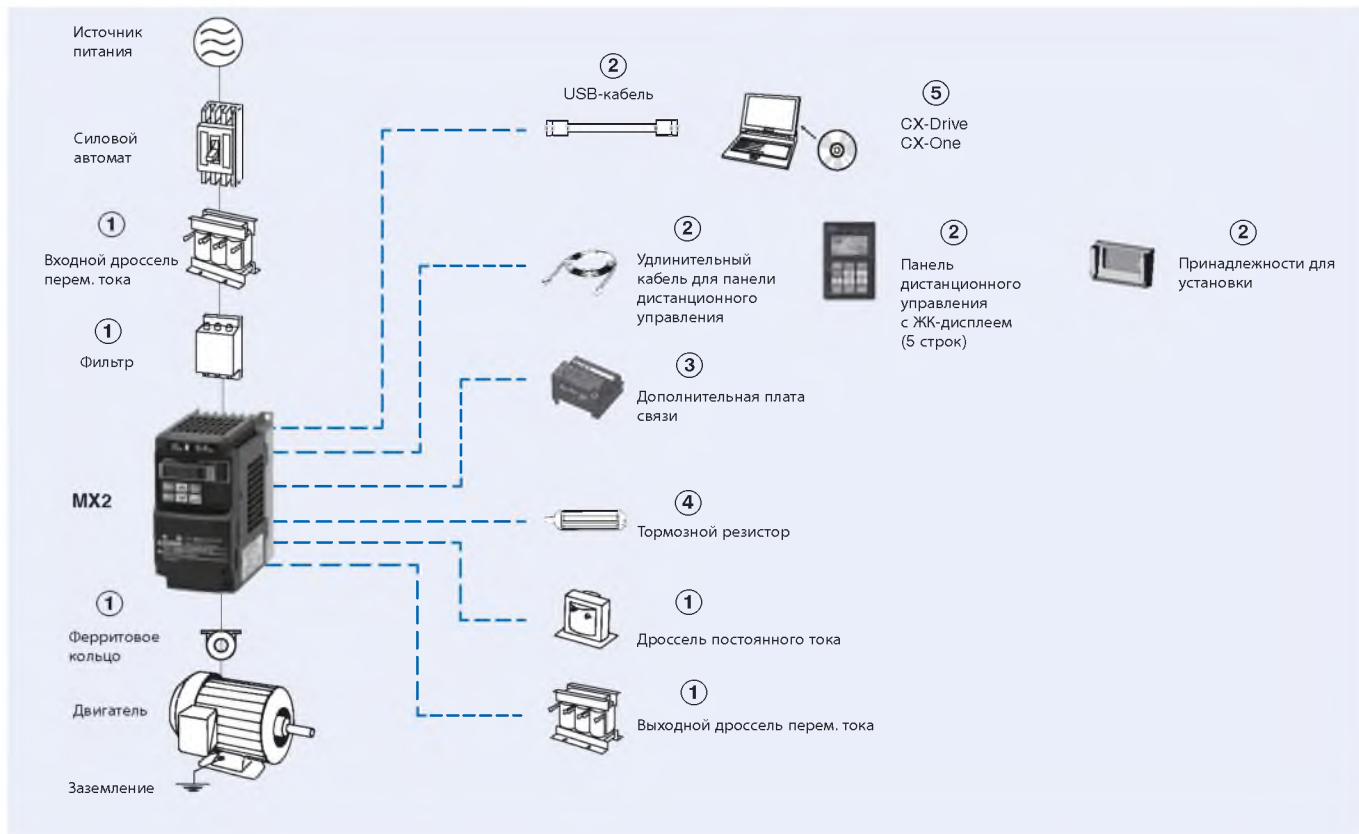 Источник
питания
Силовой
автомат
1
Входной дроссель
перем. тока
1
Фильтр
MX2
1
Ферритовое
кольцо
Двигатель
Заземление
2
USB-кабель
5
CX-Drive
CX-One
2
Удлинительный
кабель для панели
дистанционного
управления
2
Панель
дистанционного
управления
с ЖК-дисплеем
(5 строк)
2
Принадлежности для
установки
3
Дополнительная плата
связи
4
Тормозной резистор
1
Дроссель постоянного тока
1
Выходной дроссель перем. тока